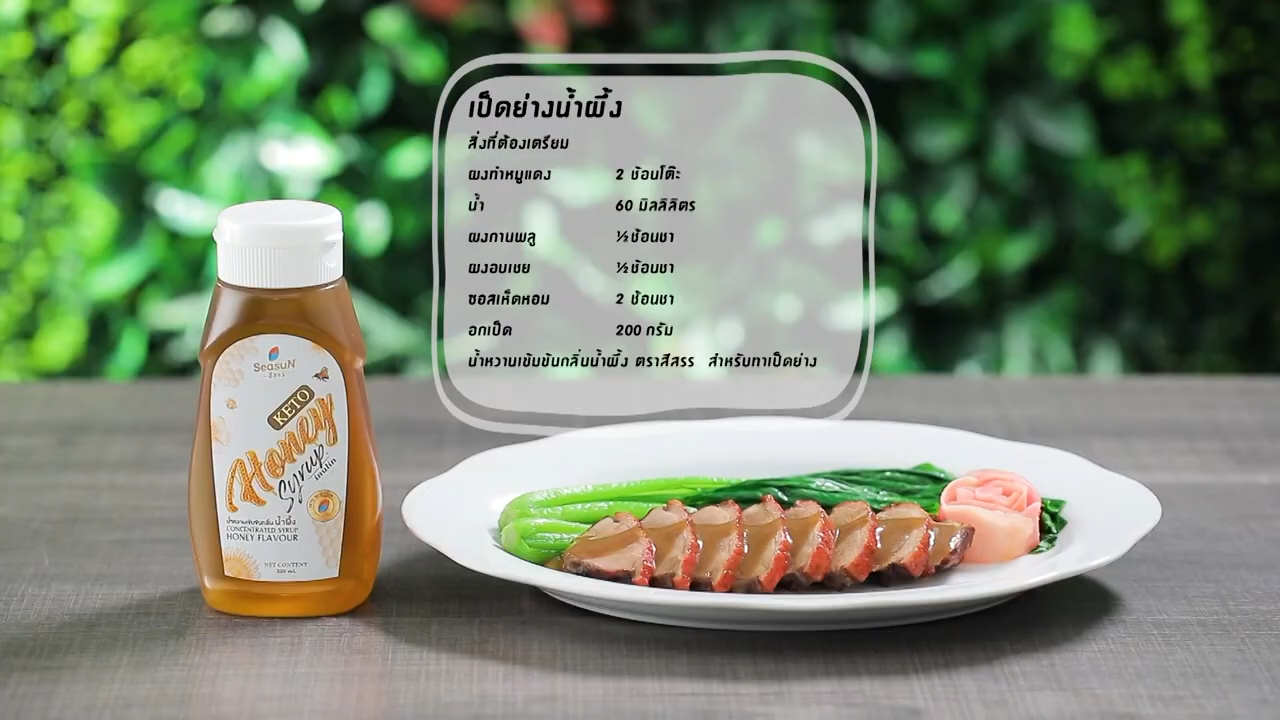 เป็ดย่างน้ำผึ้ง
สิ่งที่ต้องเตรียม
ผงทำหมูแดง 2 ช้อนโต๊ะ
น้ำ 60 มิลลิลิตร
ผงกานพลู ½ช้อนชา
ผงอบเชย ½ช้อนชา
ซอสเห็ดหอม 2 ช้อนชา
อกเป็ด 200 กรัม
น้ำหวานเข้มข้นกลิ่นน้ำผึ้ง ตราสีสรร สำหรับทาเป็ดย่าง
SeasuN
สีสรร
KETO
Honey
Syrup
inulin
น้ำหวานเข้มข้นกลิ่น น้ำผึ้ง
CONCENTRATED SYRUP
HONEY FLAVOUR
NET CONTENT